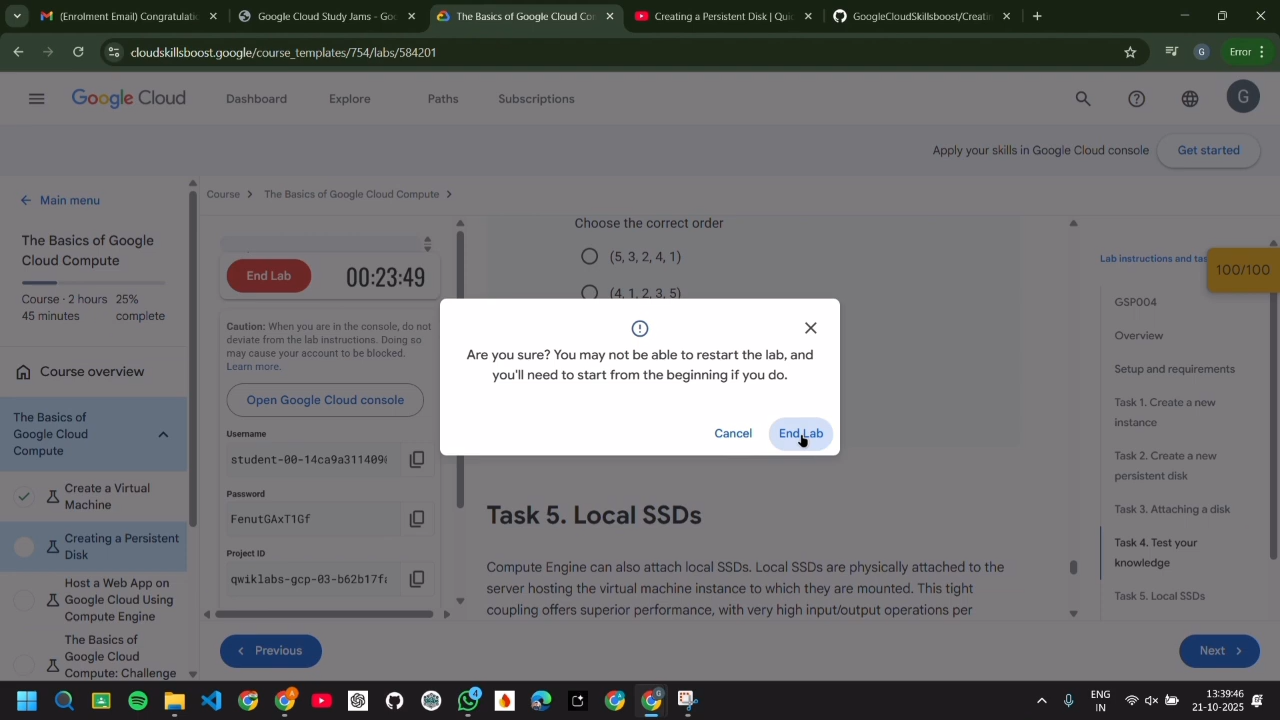 (Enrolment Email) Congratulatic
Google Cloud Study Jams - Goo
The Basics of Google Cloud Com
Creating a Persistent Disk | Quic
GoogleCloudSkillsboost/Creatin
cloudskillsboost.google/course_templates/754/labs/584201
G
Error
Google Cloud
Dashboard
Explore
Paths
Subscriptions
G
Apply your skills in Google Cloud console
Get started
Main menu
Course
The Basics of Google Cloud Compute
The Basics of Google
Cloud Compute
Course · 2 hours
45 minutes
25%
complete
Course overview
The Basics of
Google Cloud
Compute
Create a Virtual
Machine
Creating a Persistent
Disk
Host a Web App on
Google Cloud Using
Compute Engine
The Basics of
Google Cloud
Compute: Challenge
End Lab
00:23:49
Caution: When you are in the console, do not
deviate from the lab instructions. Doing so
may cause your account to be blocked.
Learn more.
Open Google Cloud console
Username
student-00-14ca9a311409
Password
FenutGAxT1Gf
Project ID
qwiklabs-gcp-03-b62b17f
Choose the correct order
(5, 3, 2, 4, 1)
(4, 1, 2, 3, 5)
Are you sure? You may not be able to restart the lab, and
you'll need to start from the beginning if you do.
Cancel
End Lab
Task 5. Local SSDs
Compute Engine can also attach local SSDs. Local SSDs are physically attached to the
server hosting the virtual machine instance to which they are mounted. This tight
coupling offers superior performance, with very high input/output operations per
Lab instructions and tas
100/100
GSP004
Overview
Setup and requirements
Task 1. Create a new
instance
Task 2. Create a new
persistent disk
Task 3. Attaching a disk
Task 4. Test your
knowledge
Task 5. Local SSDs
Previous
Next
4
ENG
IN
13:39:46
21-10-2025